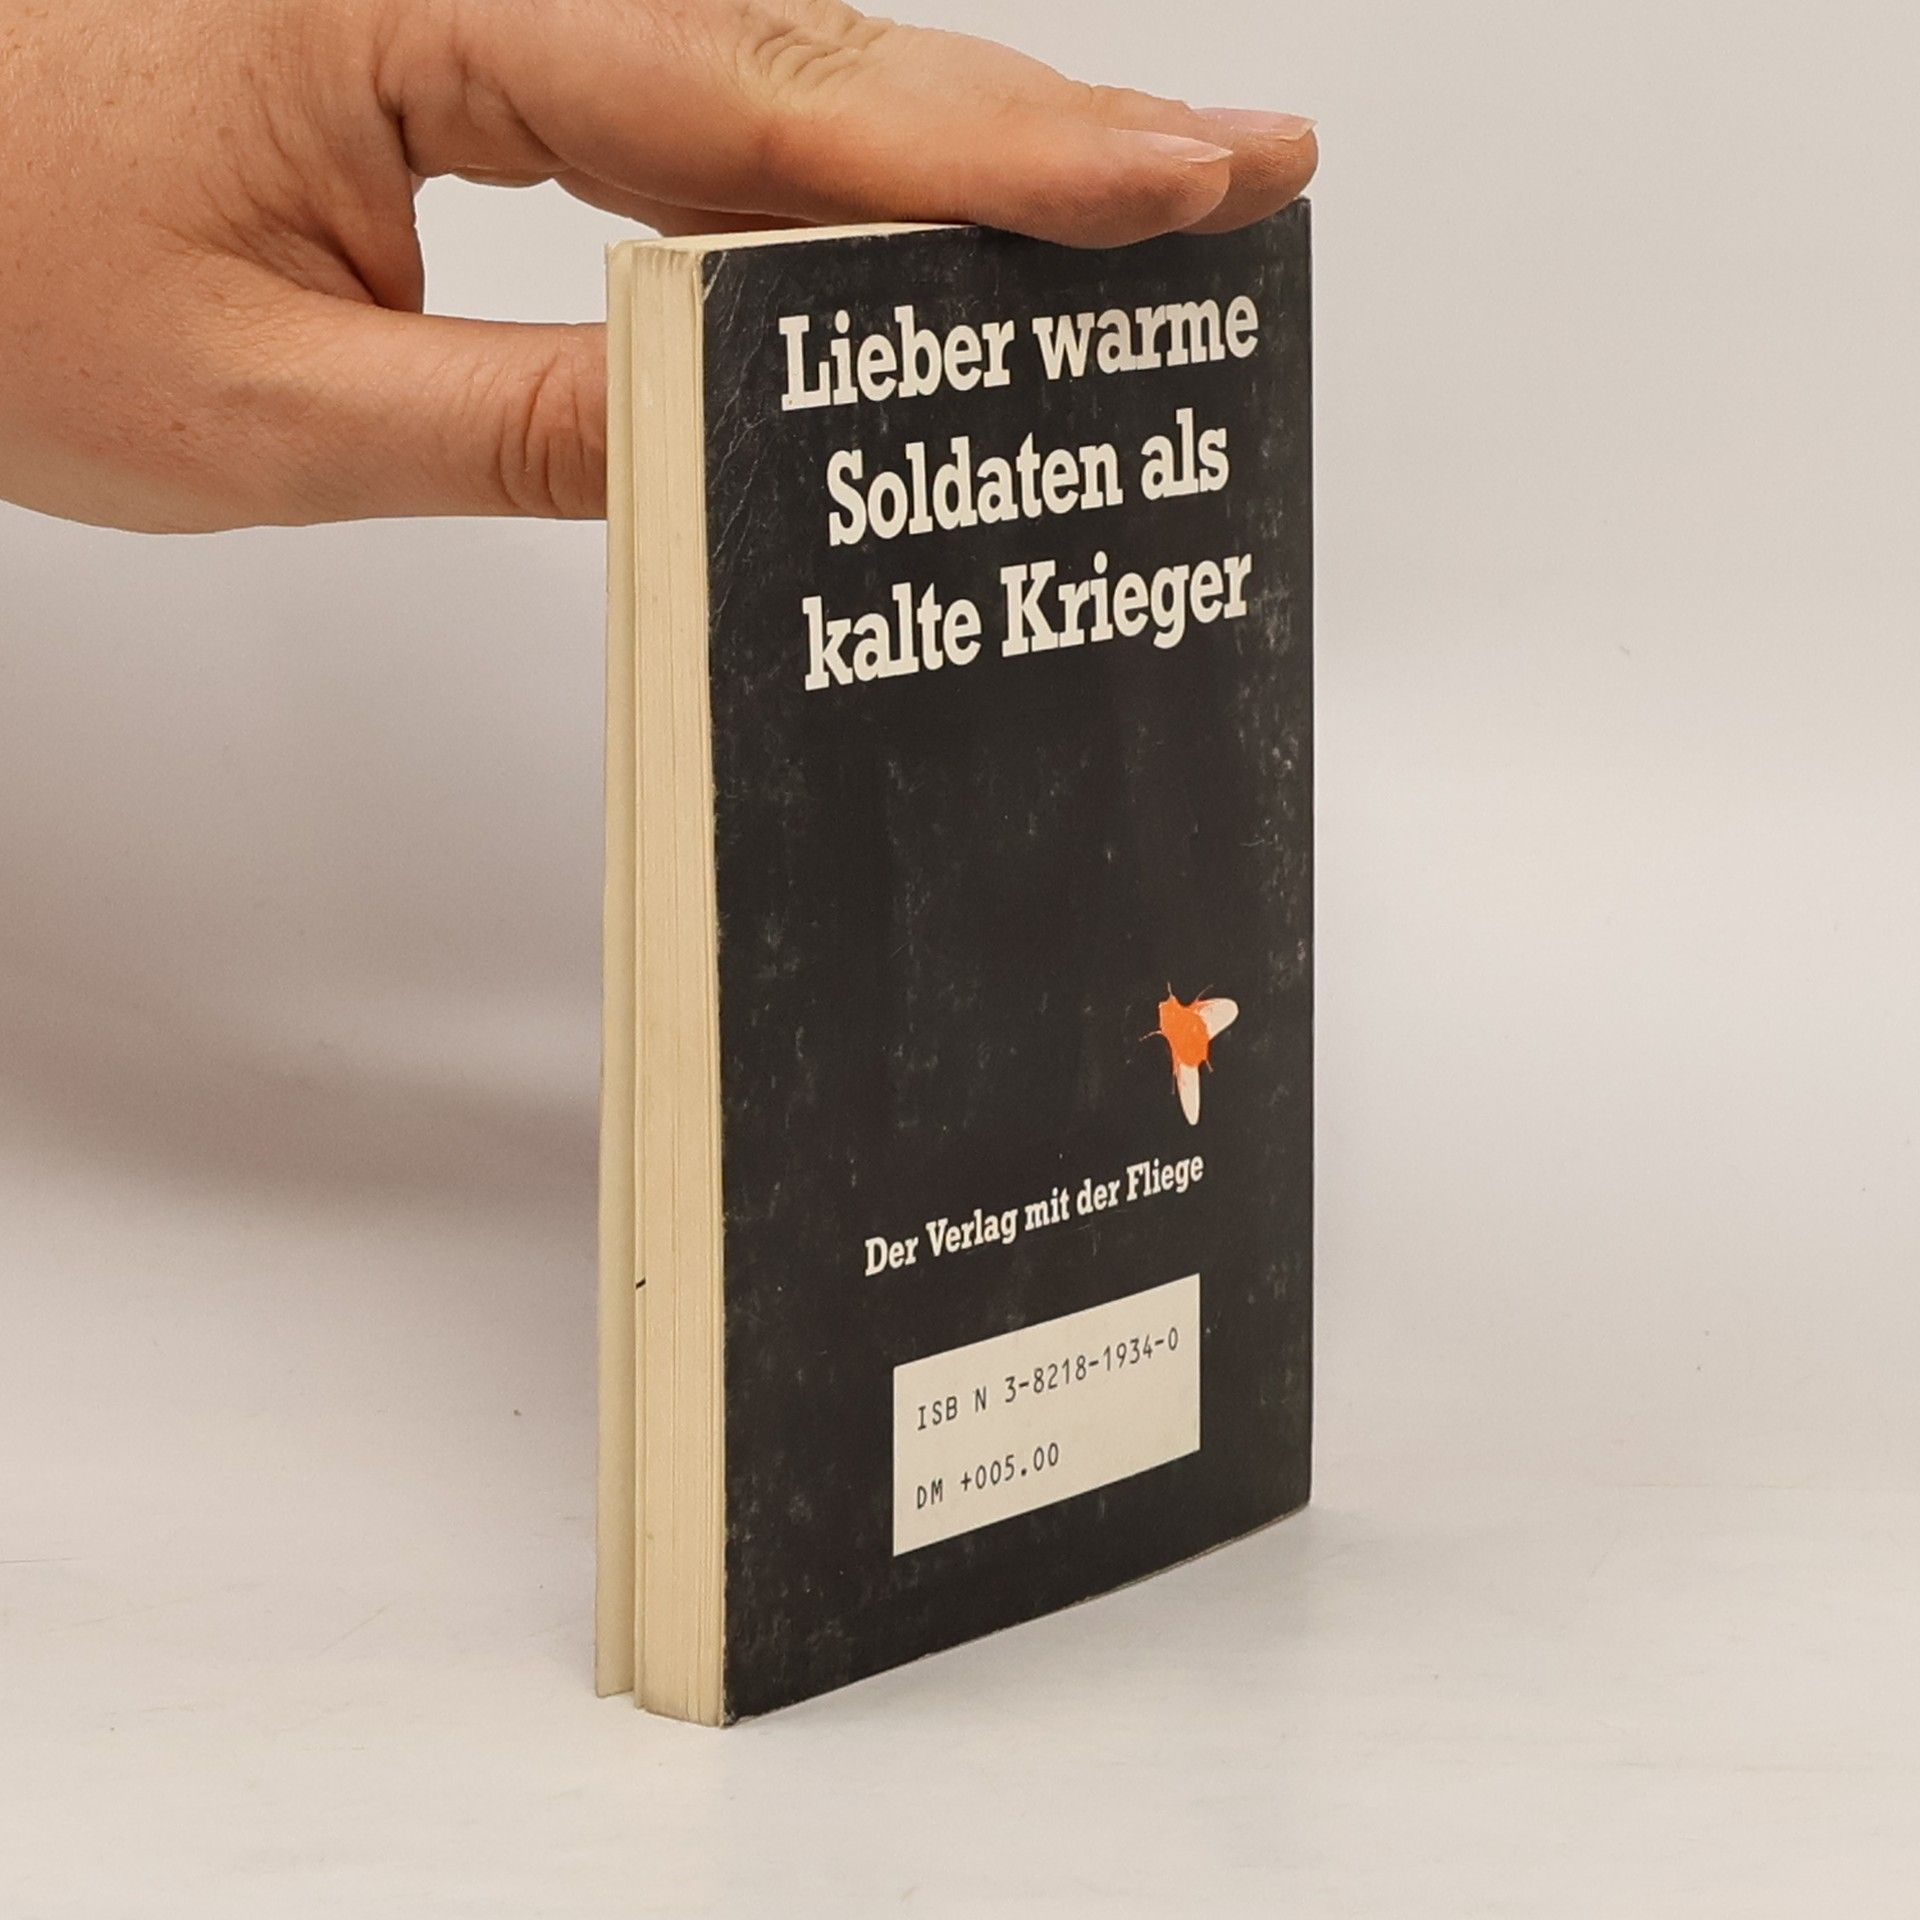 Lieber warme
Soldaten als
kalte Krieger
Der Verlag mit der Fliege
ISB N 3-8218-1934-0
DM +005.00